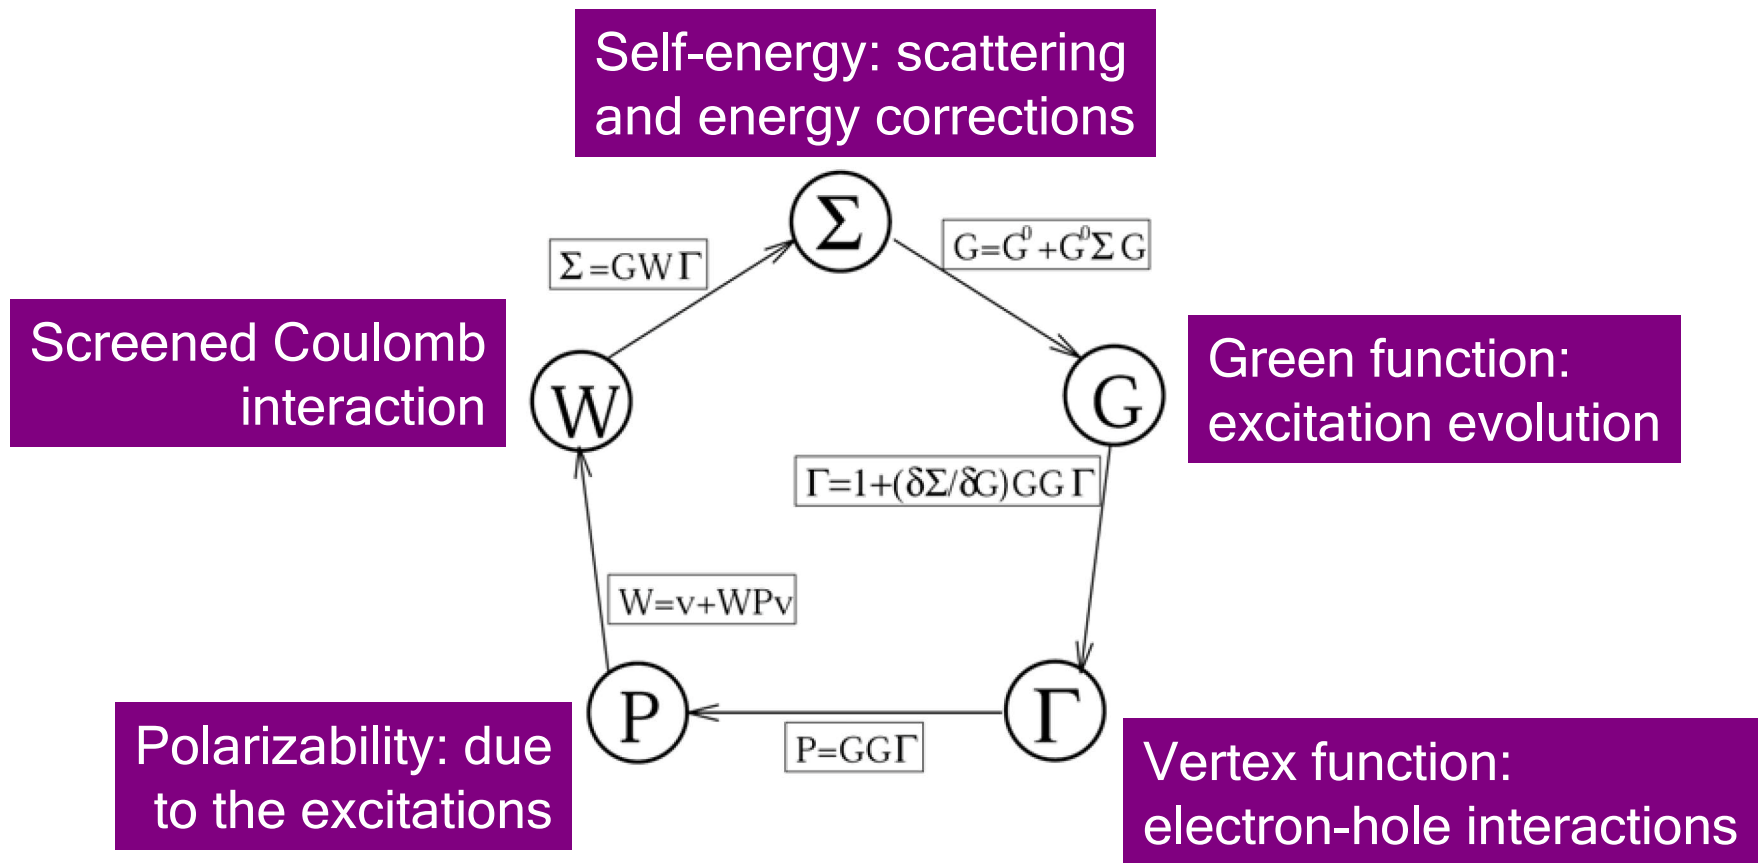 Self-energy: scattering
and energy corrections
Σ
Σ=GWΓ
G=G⁰+G⁰ΣG
Screened Coulomb
interaction
W
G
Green function:
excitation evolution
Γ=1+(δΣ/δG)GGΓ
W=v+WPv
P
Γ
Polarizability: due
to the excitations
P=GGΓ
Vertex function:
electron-hole interactions